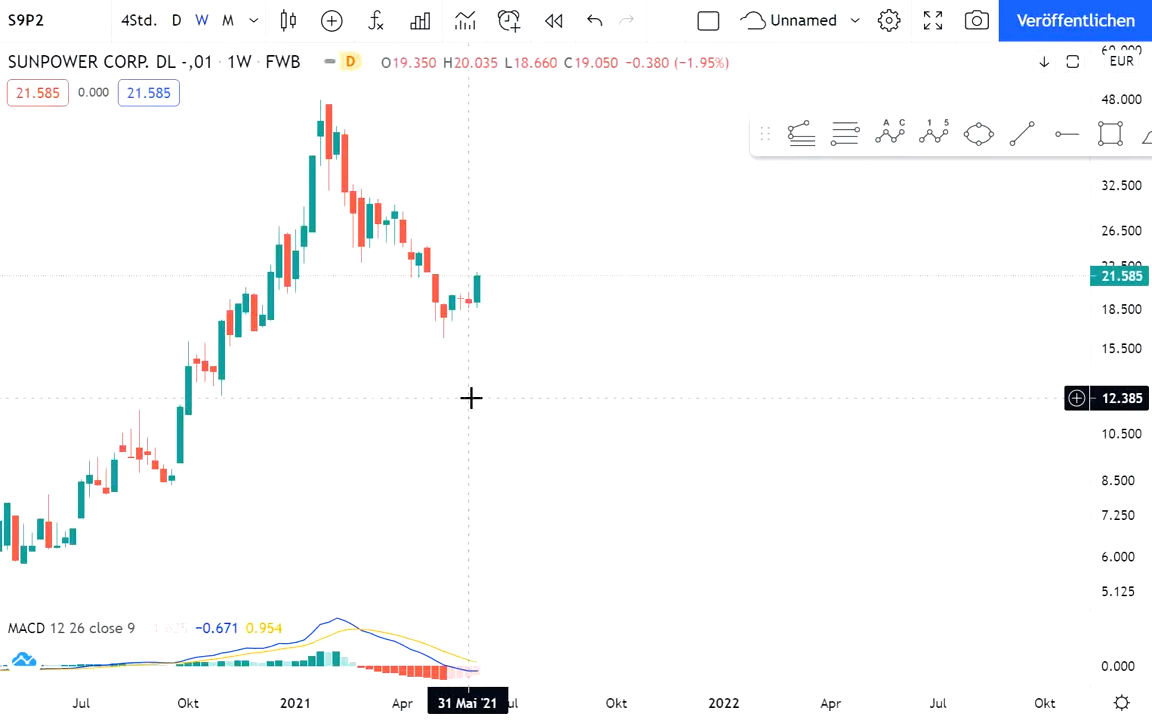 S9P2 4Std. D W M Unnamed Veröffentlichen
SUNPOWER CORP. DL -,01 · 1W · FWB D O19.350 H20.035 L18.660 C19.050 −0.380 (−1.95%)
EUR
21.585 0.000 21.585
48.000
A C 1 5
32.500
26.500
21.585
18.500
15.500
12.385
10.500
8.500
7.250
6.000
5.125
MACD 12 26 close 9 −0.671 0.954
0.000
Jul Okt 2021 Apr 31 Mai '21 Okt 2022 Apr Jul Okt